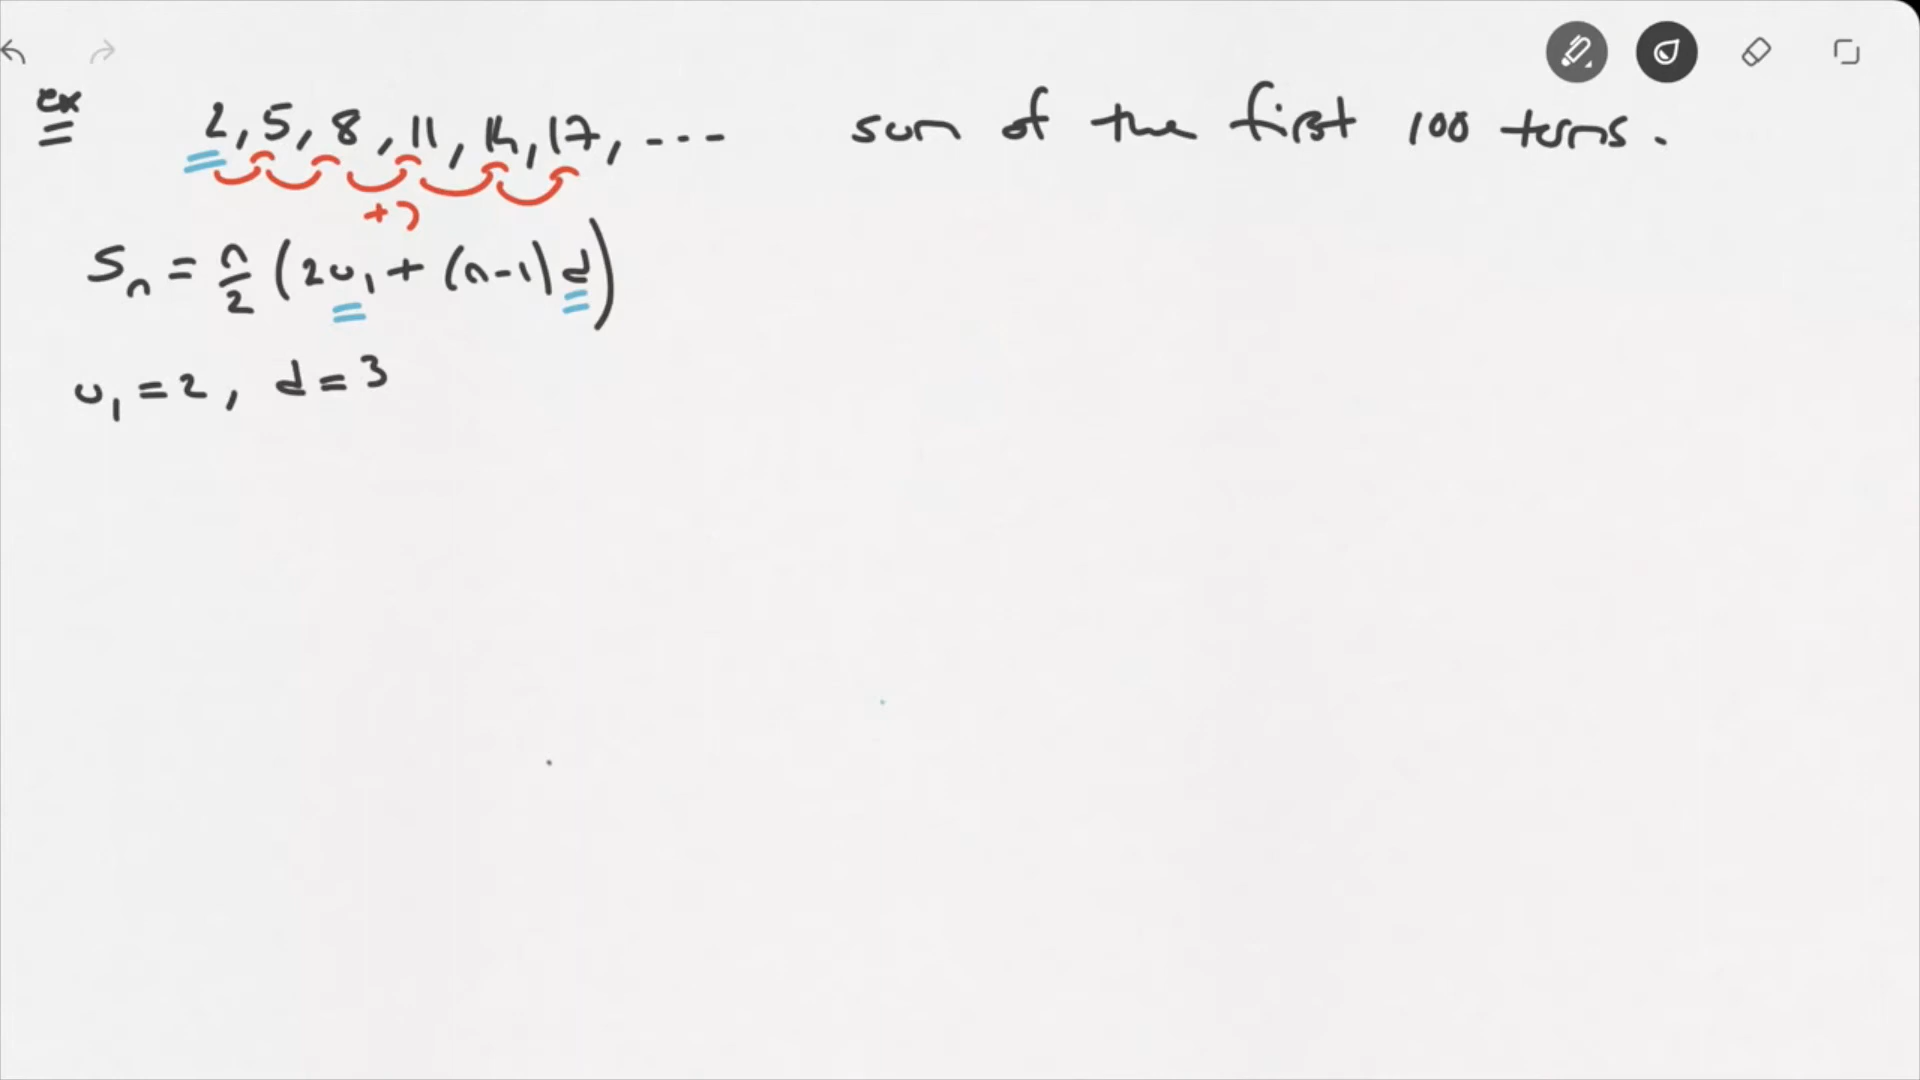 ex 2, 5, 8, 11, 14, 17, --- sum of the first 100 terms.
+3
Sₙ = n/2 (2u₁ + (n-1)d)
u₁ = 2, d = 3